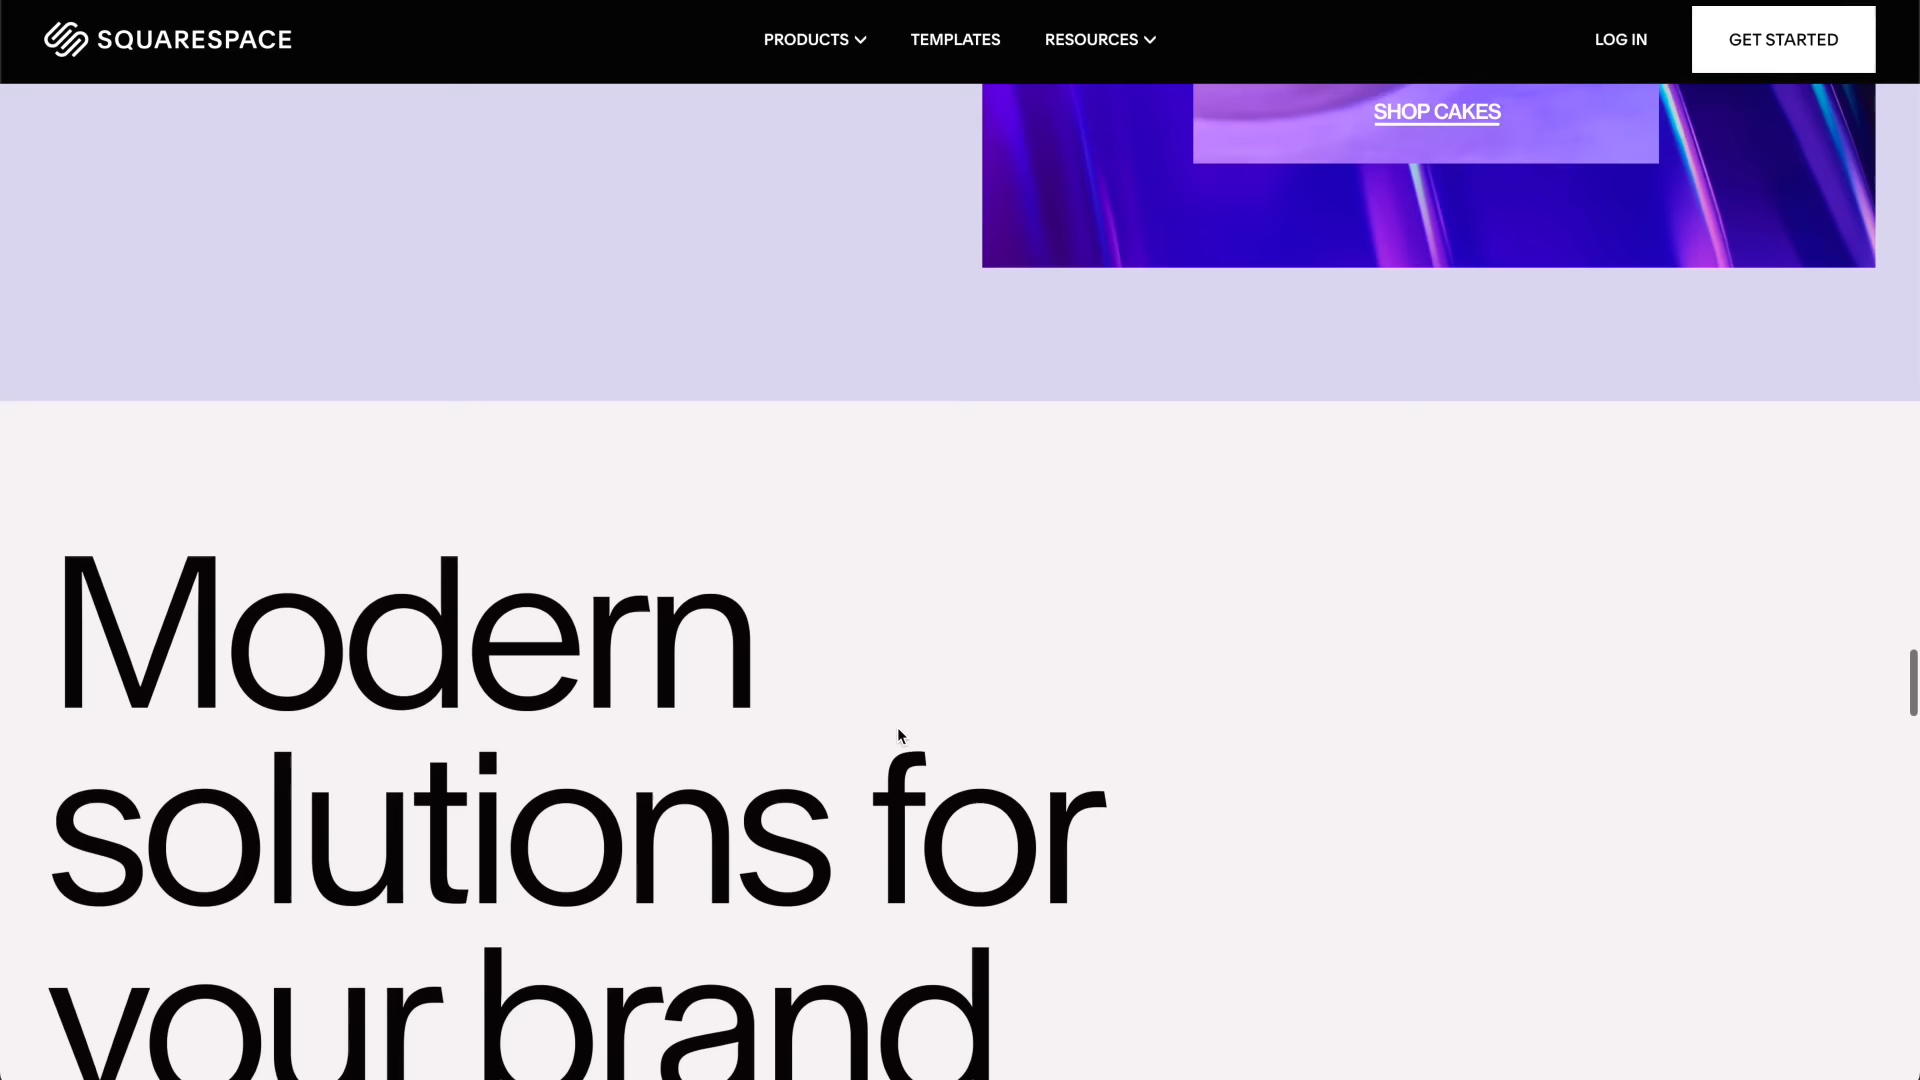 SQUARESPACE
PRODUCTS
TEMPLATES
RESOURCES
LOG IN
GET STARTED
SHOP CAKES
Modern
solutions for
your brand